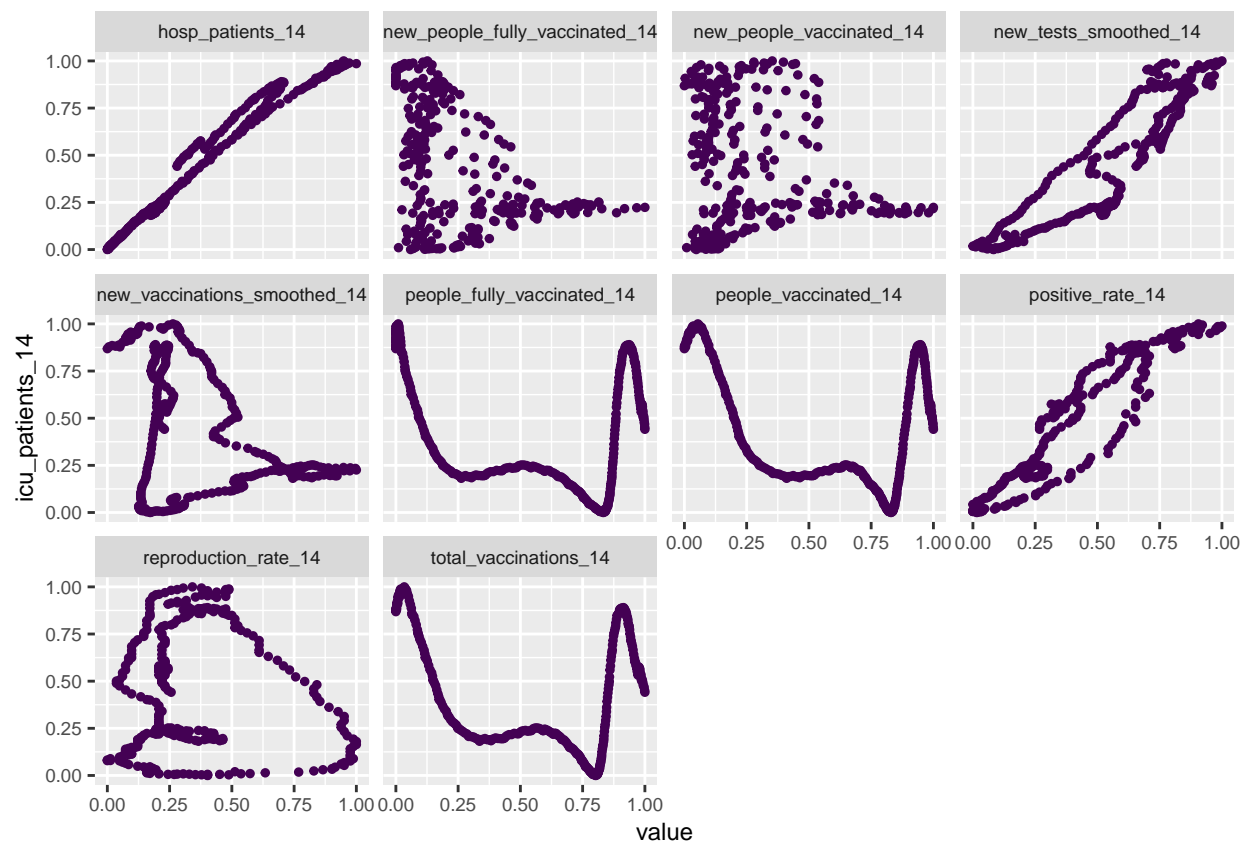 hosp_patients_14 new_people_fully_vaccinated_14 new_people_vaccinated_14 new_tests_smoothed_14
1.00
0.75
0.50
0.25
0.00
new_vaccinations_smoothed_14 people_fully_vaccinated_14 people_vaccinated_14 positive_rate_14
1.00
0.75
0.50
0.25
0.00
0.00 0.25 0.50 0.75 1.00 0.00 0.25 0.50 0.75 1.00
reproduction_rate_14 total_vaccinations_14
1.00
0.75
0.50
0.25
0.00
0.00 0.25 0.50 0.75 1.00 0.00 0.25 0.50 0.75 1.00
icu_patients_14
value